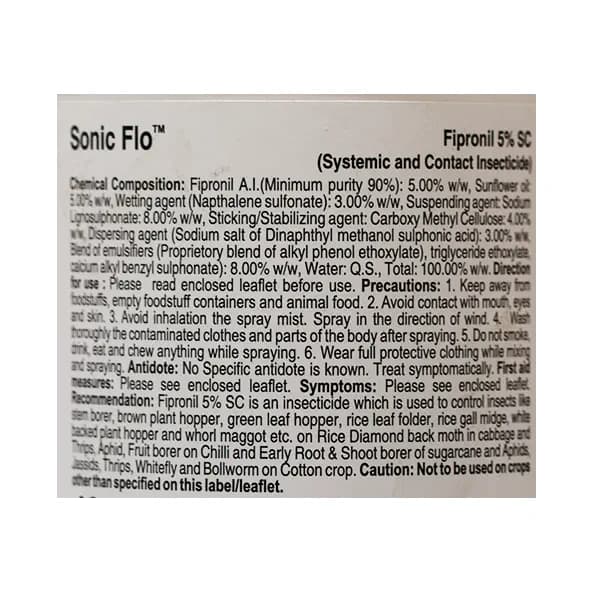 Sonic Flo™
Fipronil 5% SC
(Systemic and Contact Insecticide)
Chemical Composition: Fipronil A.I.(Minimum purity 90%): 5.00% w/w, Sunflower oil:
5.00% w/w, Wetting agent (Napthalene sulfonate): 3.00% w/w, Suspending agent: Sodium
Lignosulphonate: 8.00% w/w, Sticking/Stabilizing agent: Carboxy Methyl Cellulose: 4.00%
w/w, Dispersing agent (Sodium salt of Dinaphthyl methanol sulphonic acid): 3.00% w/w,
Blend of emulsifiers (Proprietory blend of alkyl phenol ethoxylate), triglyceride ethoxylate,
calcium alkyl benzyl sulphonate): 8.00% w/w, Water: Q.S., Total: 100.00% w/w. Direction
for use : Please read enclosed leaflet before use. Precautions: 1. Keep away from
foodstuffs, empty foodstuff containers and animal food. 2. Avoid contact with mouth, eyes
and skin. 3. Avoid inhalation the spray mist. Spray in the direction of wind. 4. Wash
thoroughly the contaminated clothes and parts of the body after spraying. 5. Do not smoke,
drink, eat and chew anything while spraying. 6. Wear full protective clothing while mixing
and spraying. Antidote: No Specific antidote is known. Treat symptomatically. First aid
measures: Please see enclosed leaflet. Symptoms: Please see enclosed leaflet.
Recommendation: Fipronil 5% SC is an insecticide which is used to control insects like
stem borer, brown plant hopper, green leaf hopper, rice leaf folder, rice gall midge, white
backed plant hopper and whorl maggot etc. on Rice Diamond back moth in cabbage and
Thrips, Aphid, Fruit borer on Chilli and Early Root & Shoot borer of sugarcane and Aphids,
Jassids, Thrips, Whitefly and Bollworm on Cotton crop. Caution: Not to be used on crops
other than specified on this label/leaflet.